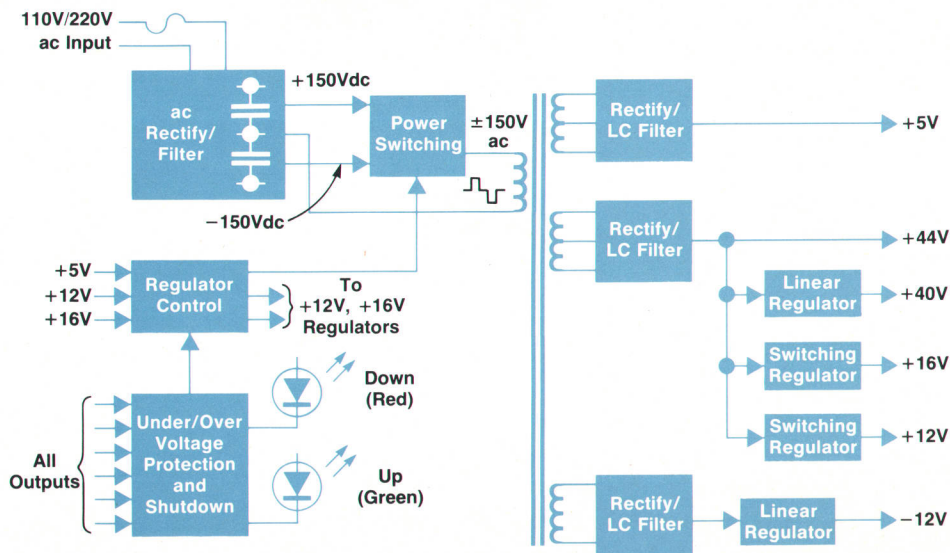 110V/220V
ac Input
ac
Rectify/
Filter
+150Vdc
−150Vdc
Power
Switching
±150V
ac
Rectify/
LC Filter
+5V
Rectify/
LC Filter
+44V
Linear
Regulator
+40V
Switching
Regulator
+16V
Switching
Regulator
+12V
Rectify/
LC Filter
Linear
Regulator
−12V
+5V
+12V
+16V
Regulator
Control
To
+12V, +16V
Regulators
All
Outputs
Under/Over
Voltage
Protection
and
Shutdown
Down
(Red)
Up
(Green)